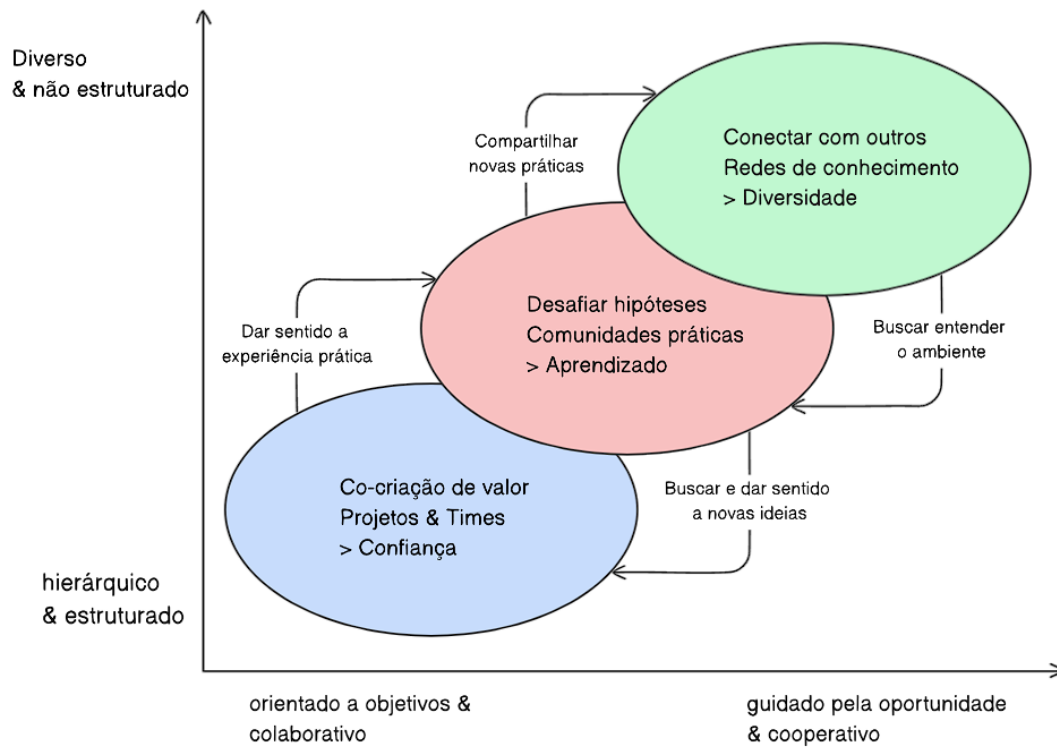 Diverso
& não estruturado
Compartilhar
novas práticas
Conectar com outros
Redes de conhecimento
> Diversidade
Dar sentido a
experiência prática
Desafiar hipóteses
Comunidades práticas
> Aprendizado
Buscar entender
o ambiente
Co-criação de valor
Projetos & Times
> Confiança
Buscar e dar sentido
a novas ideias
hierárquico
& estruturado
orientado a objetivos &
colaborativo
guiado pela oportunidade
& cooperativo